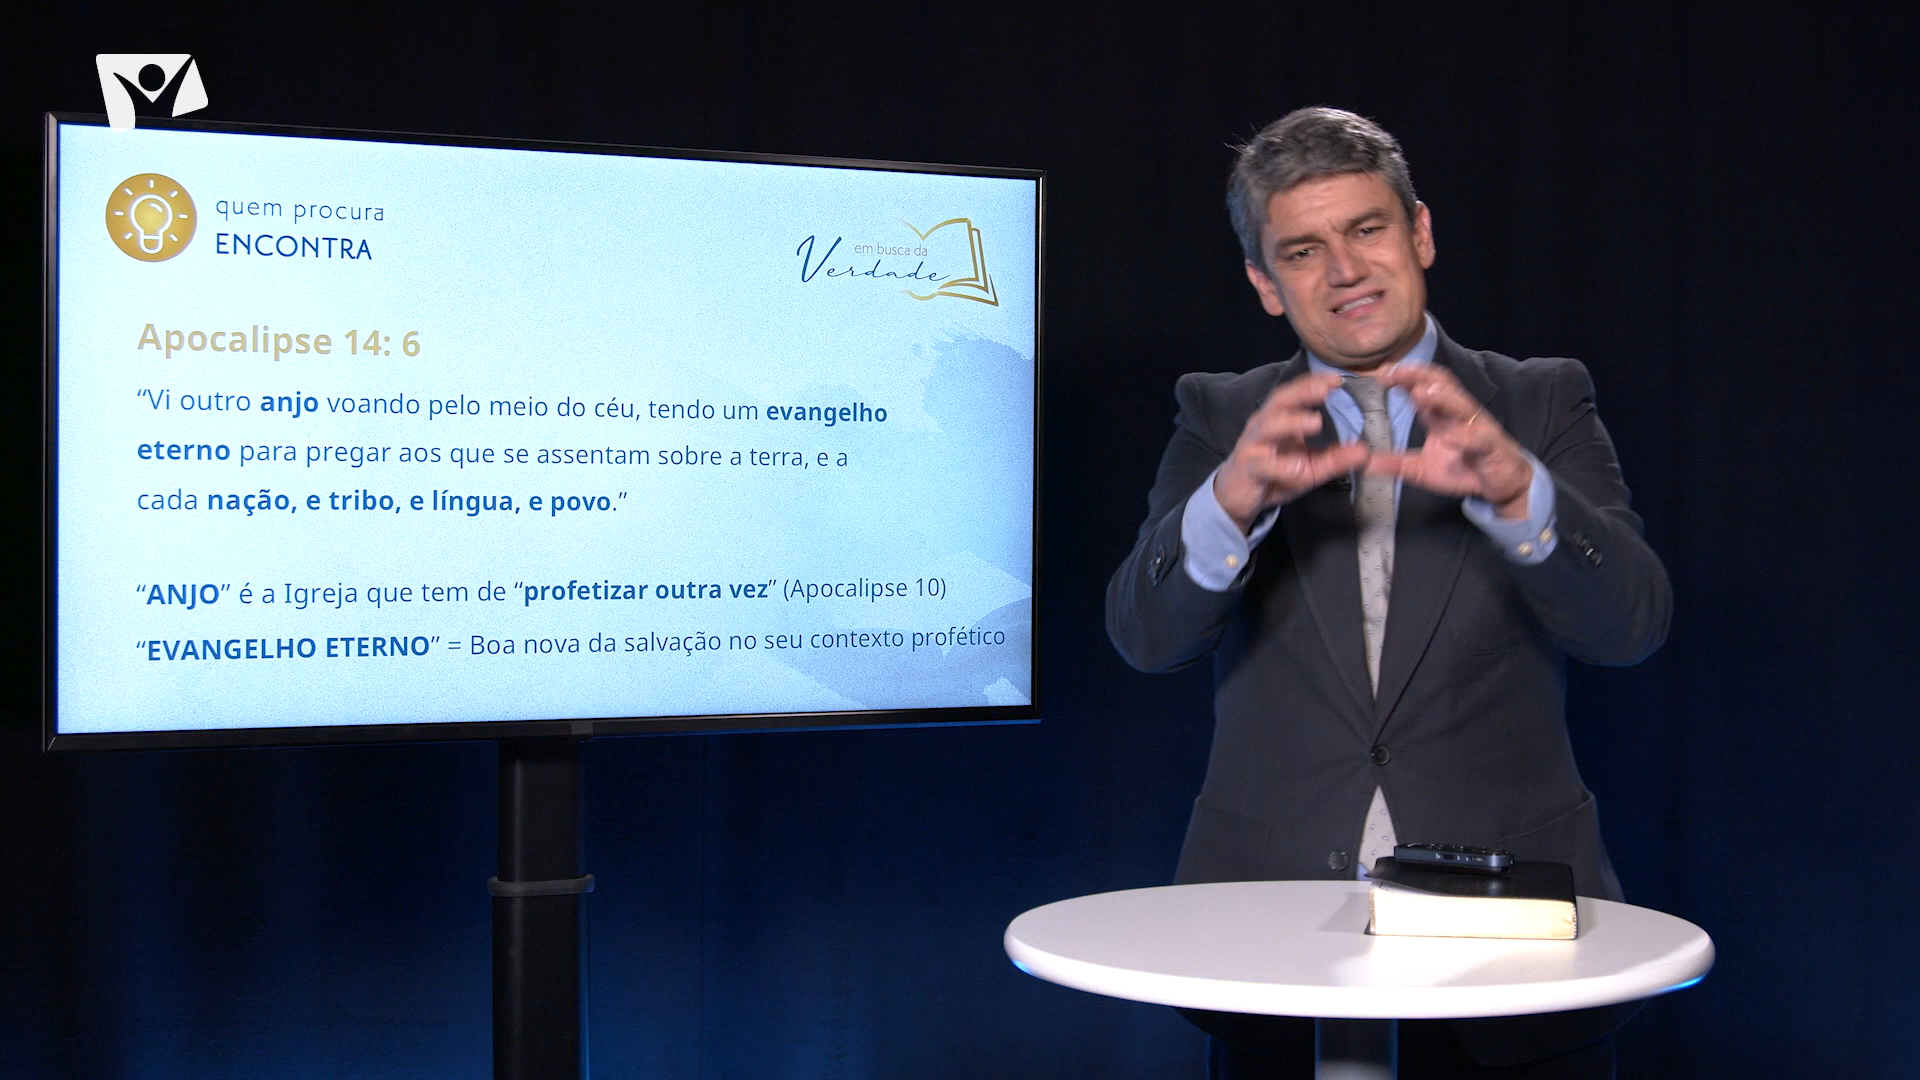 quem procura
ENCONTRA
em busca da
Verdade
Apocalipse 14: 6
“Vi outro anjo voando pelo meio do céu, tendo um evangelho
eterno para pregar aos que se assentam sobre a terra, e a
cada nação, e tribo, e língua, e povo.”
“ANJO” é a Igreja que tem de “profetizar outra vez” (Apocalipse 10)
“EVANGELHO ETERNO” = Boa nova da salvação no seu contexto profético